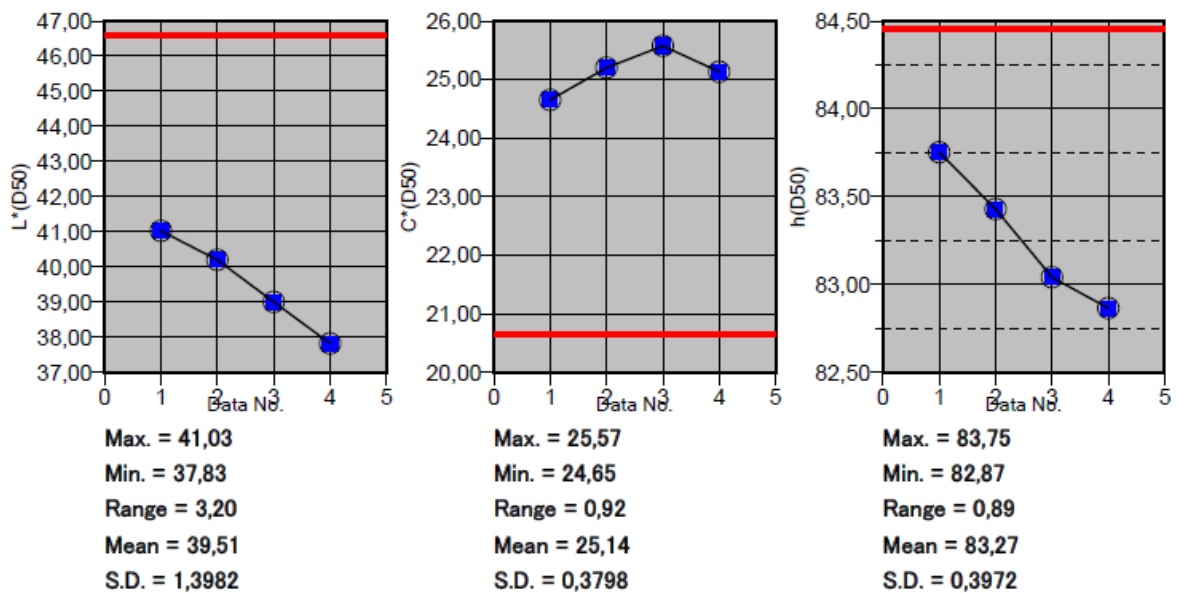 47,00
46,00
45,00
44,00
43,00
42,00
41,00
40,00
39,00
38,00
37,00
L*(D50)
0 1 2 3 4 5
Data No.
Max. = 41,03
Min. = 37,83
Range = 3,20
Mean = 39,51
S.D. = 1,3982
26,00
25,00
24,00
23,00
22,00
21,00
20,00
C*(D50)
0 1 2 3 4 5
Data No.
Max. = 25,57
Min. = 24,65
Range = 0,92
Mean = 25,14
S.D. = 0,3798
84,50
84,00
83,50
83,00
82,50
h(D50)
0 1 2 3 4 5
Data No.
Max. = 83,75
Min. = 82,87
Range = 0,89
Mean = 83,27
S.D. = 0,3972